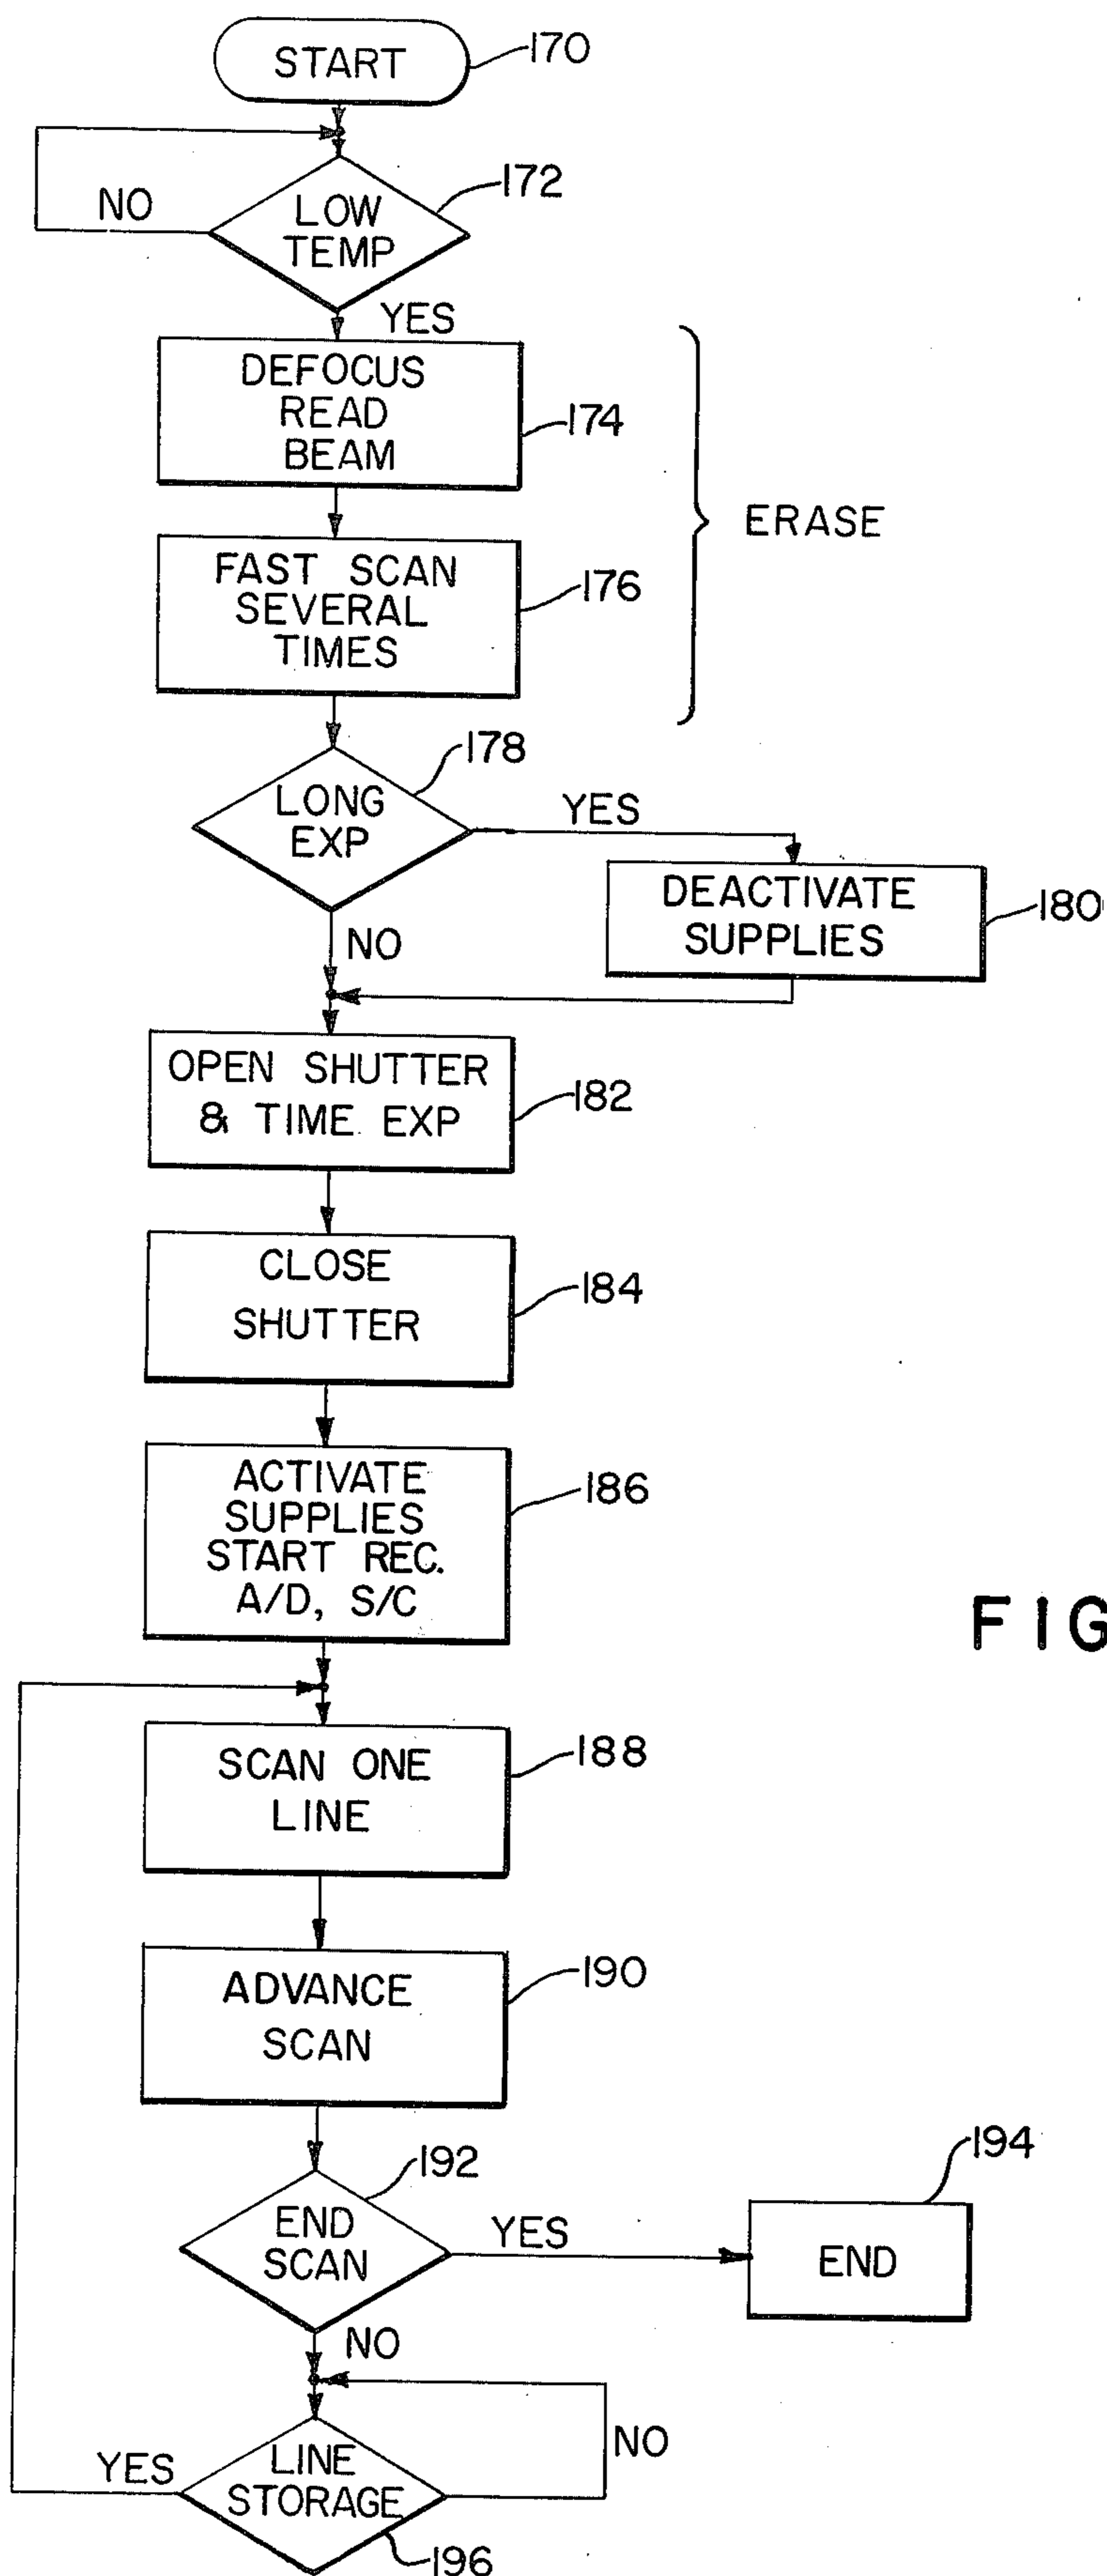 START
170
LOW
TEMP
172
NO
YES
DEFOCUS
READ
BEAM
174
FAST SCAN
SEVERAL
TIMES
176
ERASE
LONG
EXP
178
YES
DEACTIVATE
SUPPLIES
180
NO
OPEN SHUTTER
& TIME EXP
182
CLOSE
SHUTTER
184
ACTIVATE
SUPPLIES
START REC.
A/D, S/C
186
FIG
SCAN ONE
LINE
188
ADVANCE
SCAN
190
END
SCAN
192
YES
END
194
NO
LINE
STORAGE
196
YES
NO